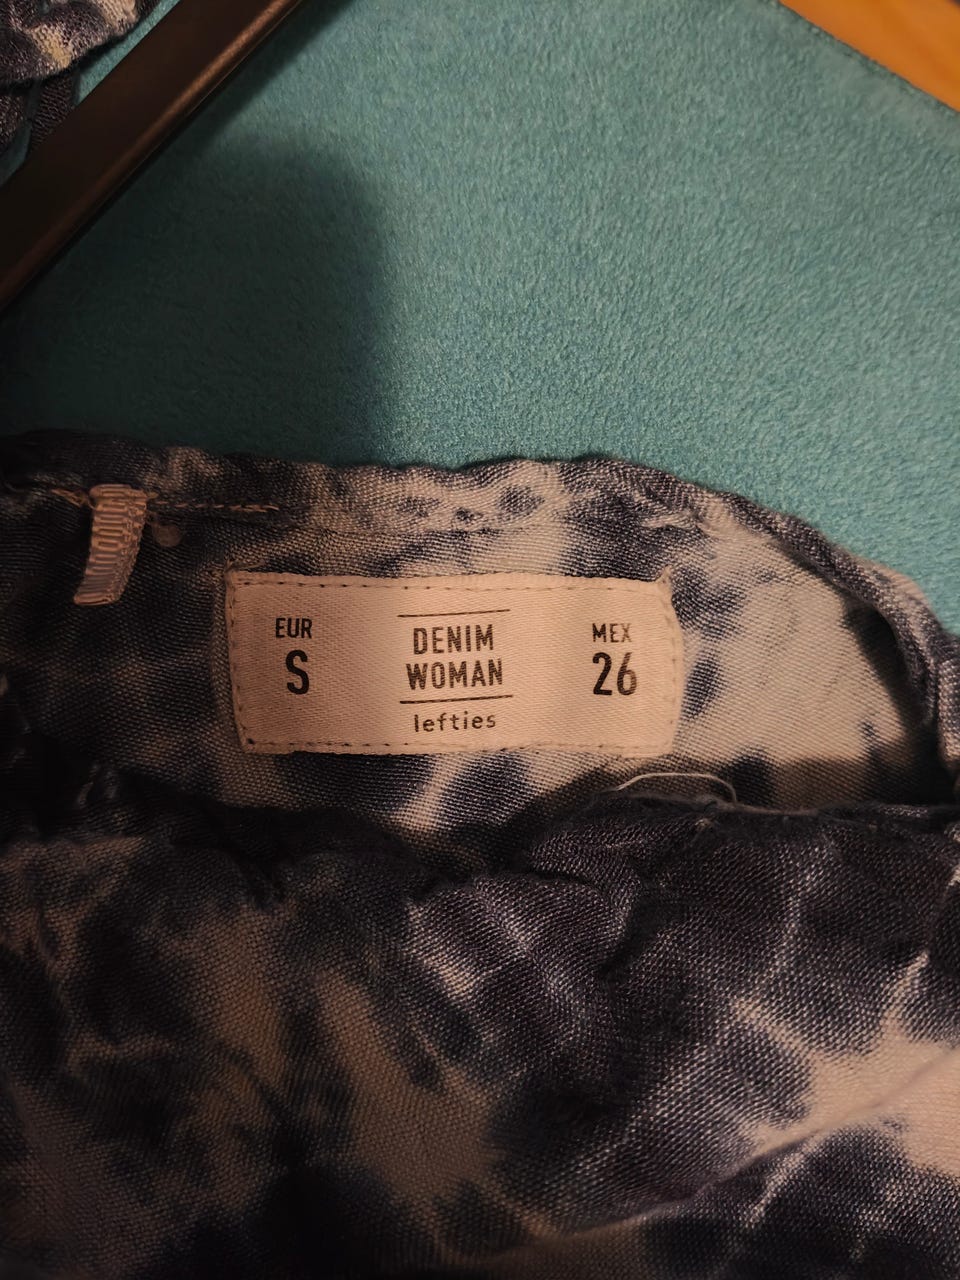 EUR
S
DENIM
WOMAN
lefties
MEX
26